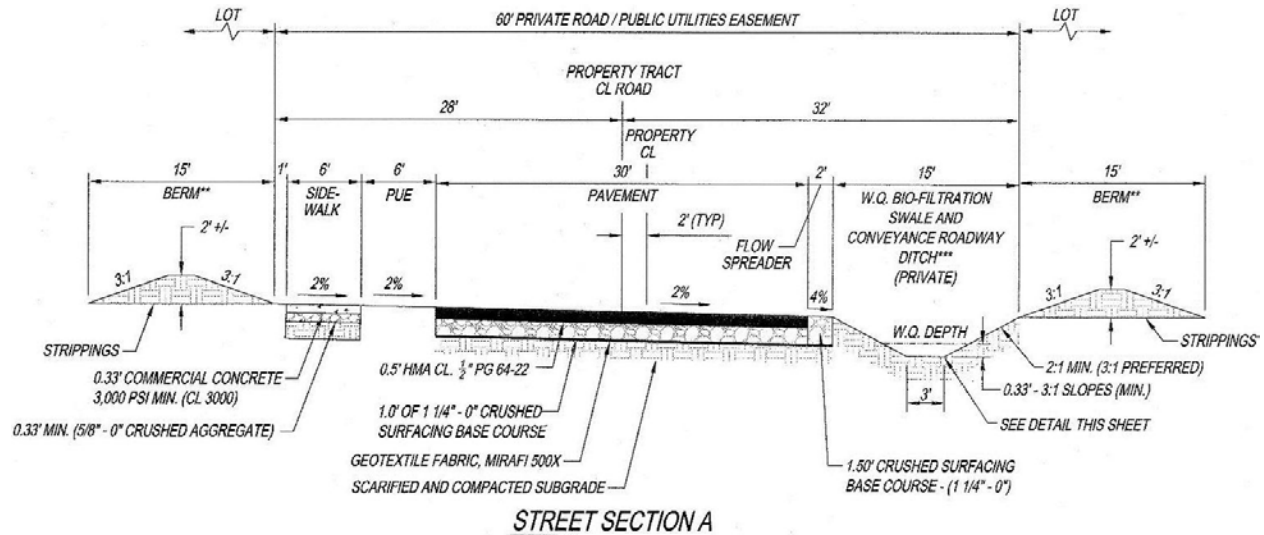 LOT
60' PRIVATE ROAD / PUBLIC UTILITIES EASEMENT
LOT
PROPERTY TRACT
CL ROAD
28'
32'
PROPERTY
CL
15'
1'
6'
6'
30'
2'
15'
15'
BERM**
SIDE-
WALK
PUE
PAVEMENT
W.Q. BIO-FILTRATION
SWALE AND
CONVEYANCE ROADWAY
DITCH***
(PRIVATE)
BERM**
2' +/-
2' (TYP)
FLOW
SPREADER
2' +/-
3:1
3:1
2%
2%
2%
4%
3:1
3:1
W.Q. DEPTH
STRIPPINGS
STRIPPINGS
0.33' COMMERCIAL CONCRETE
3,000 PSI MIN. (CL 3000)
0.5' HMA CL. 1/2" PG 64-22
2:1 MIN. (3:1 PREFERRED)
0.33' - 3:1 SLOPES (MIN.)
3'
0.33' MIN. (5/8" - 0" CRUSHED AGGREGATE)
1.0' OF 1 1/4" - 0" CRUSHED
SURFACING BASE COURSE
SEE DETAIL THIS SHEET
GEOTEXTILE FABRIC, MIRAFI 500X
SCARIFIED AND COMPACTED SUBGRADE
1.50' CRUSHED SURFACING
BASE COURSE - (1 1/4" - 0")
STREET SECTION A